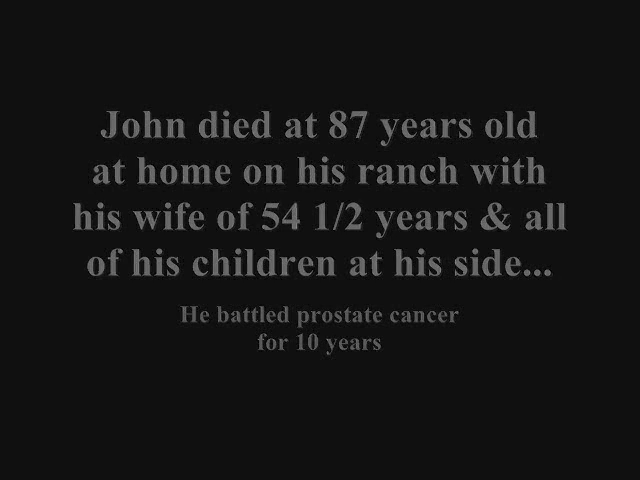 John died at 87 years old
at home on his ranch with
his wife of 54 1/2 years & all
of his children at his side...
He battled prostate cancer
for 10 years